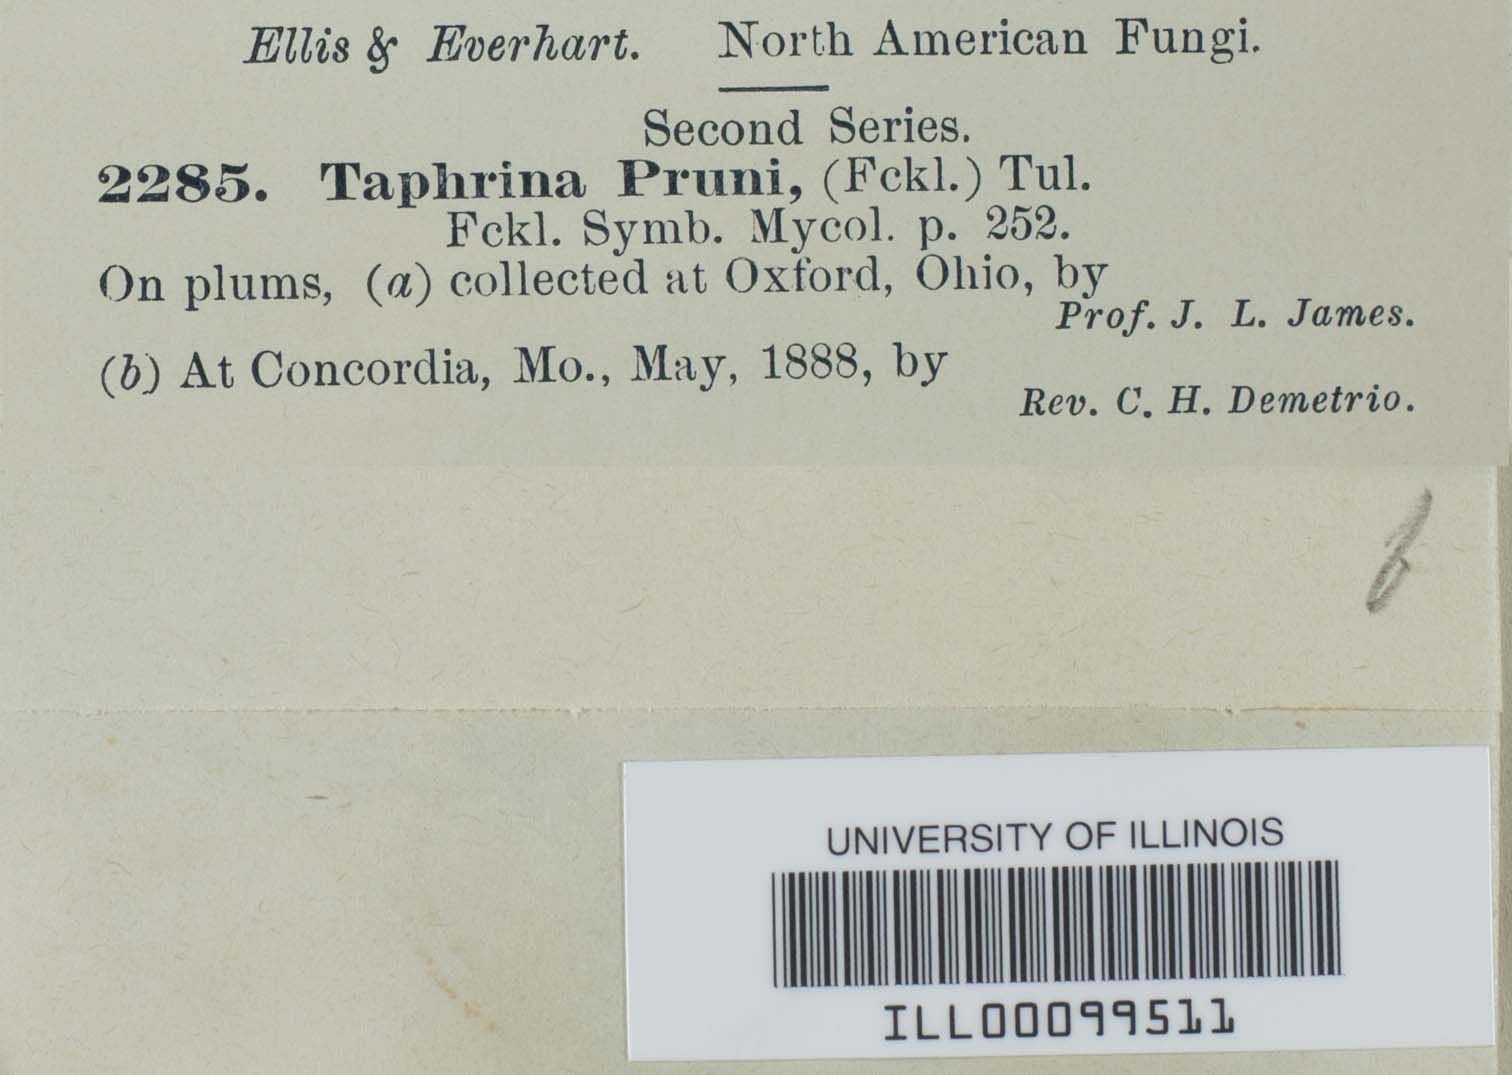 Ellis & Everhart. North American Fungi.
Second Series.
2285. Taphrina Pruni, (Fckl.) Tul.
Fckl. Symb. Mycol. p. 252.
On plums, (a) collected at Oxford, Ohio, by
Prof. J. L. James.
(b) At Concordia, Mo., May, 1888, by
Rev. C. H. Demetrio.
b
UNIVERSITY OF ILLINOIS
ILL00099511